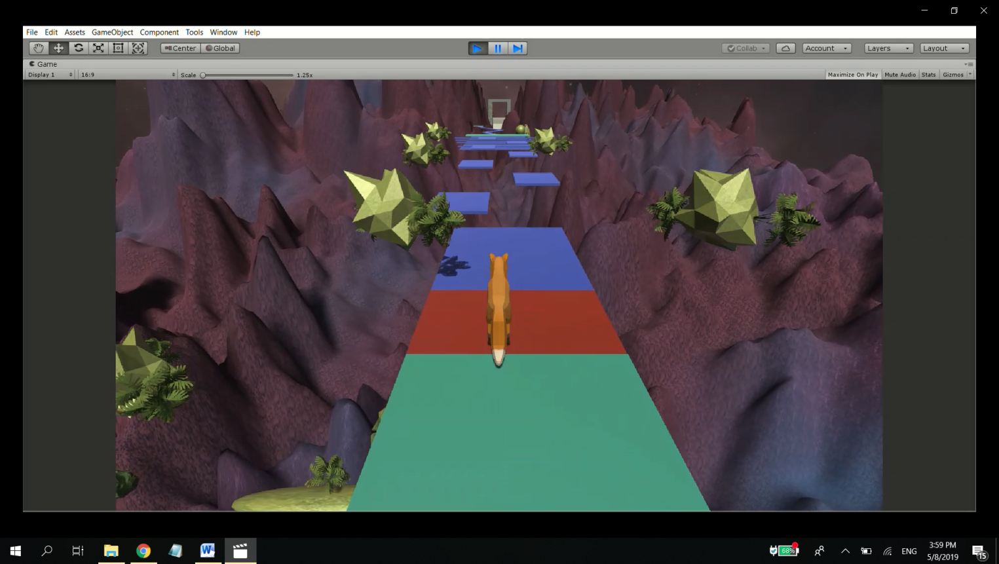 File Edit Assets GameObject Component Tools Window Help
Center Global Collab Account Layers Layout
Game
Display 1 16:9 Scale 1.25x Maximize On Play Mute Audio Stats Gizmos
68%
ENG
3:59 PM
5/8/2019
15